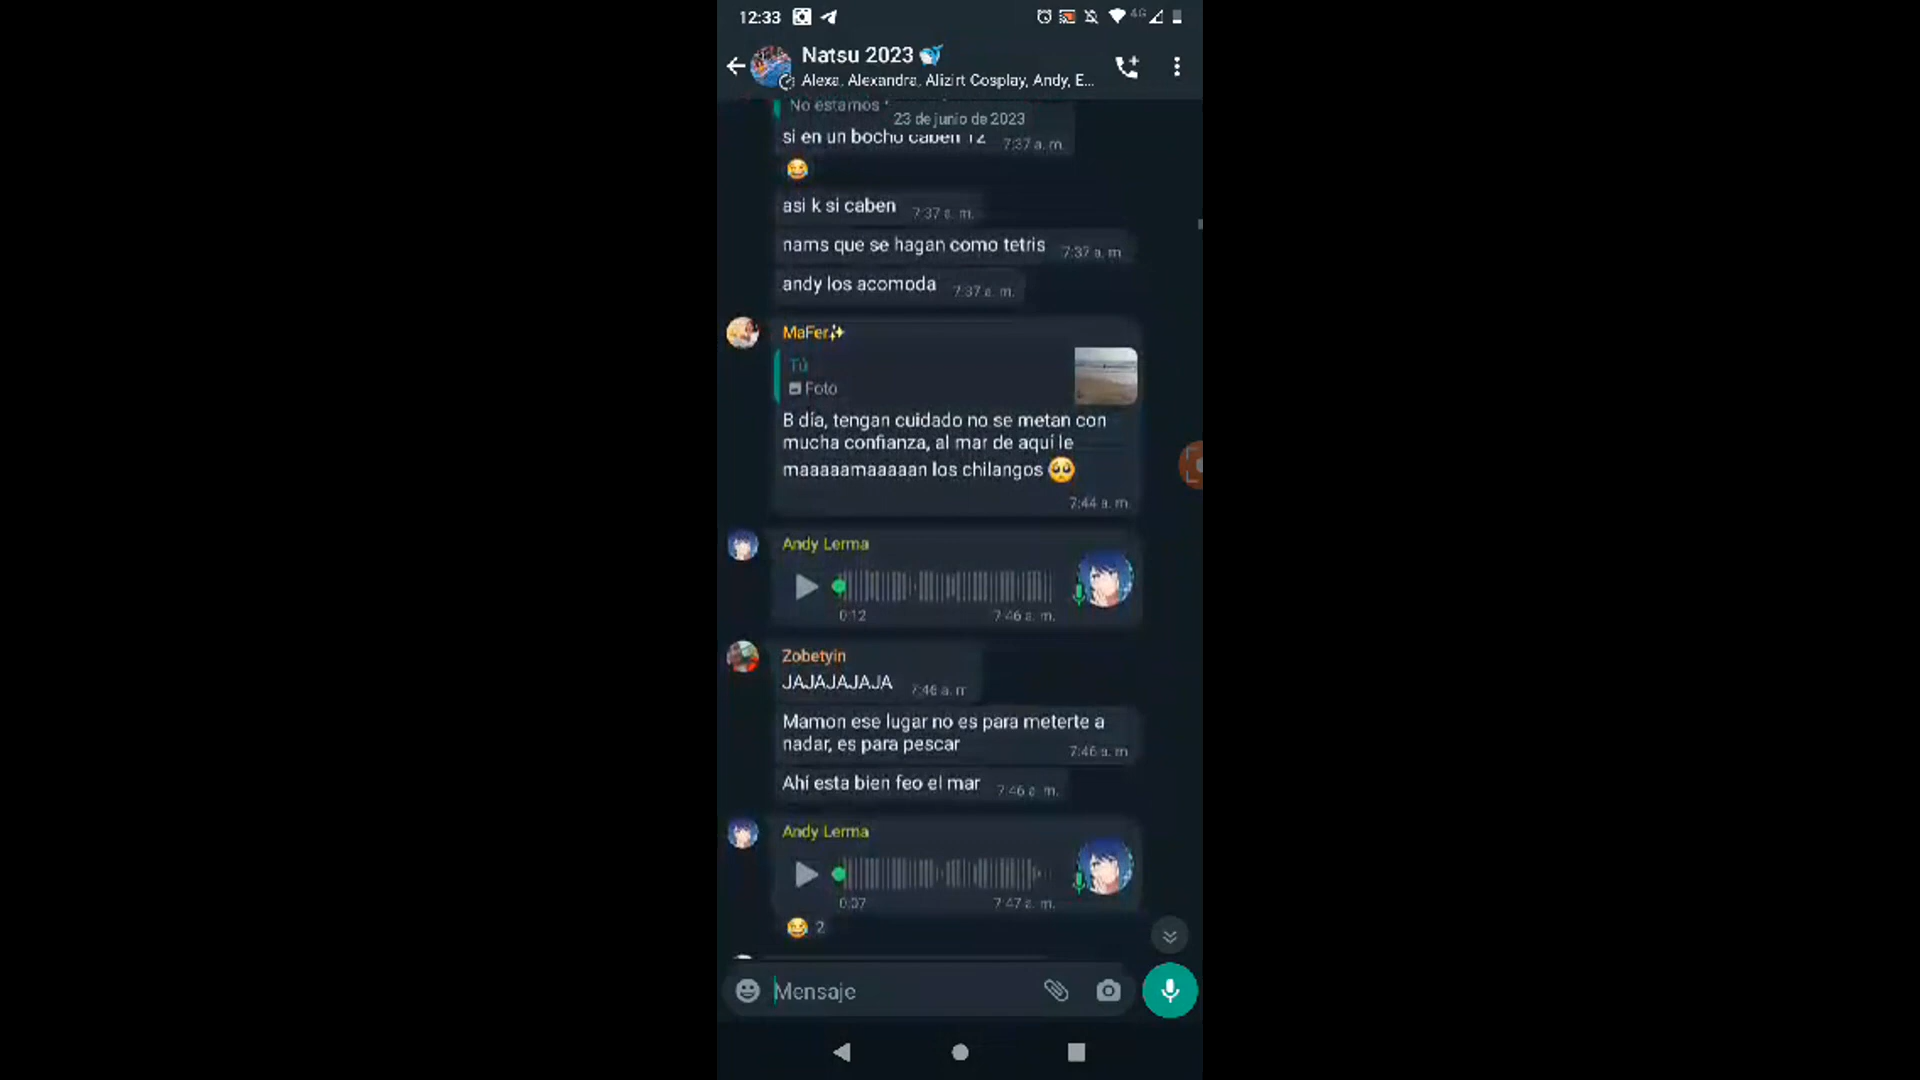 12:33
4G
Natsu 2023
Alexa, Alexandra, Alizirt Cosplay, Andy, E...
No estamos
23 de junio de 2023
si en un bocho caben 12 7:37 a. m.
asi k si caben 7:37 a. m.
nams que se hagan como tetris 7:37 a. m.
andy los acomoda 7:37 a. m.
MaFer
Tú
Foto
B día, tengan cuidado no se metan con
mucha confianza, al mar de aquí le
maaaaamaaaaan los chilangos
7:44 a. m.
Andy Lerma
0:12 7:46 a. m.
Zobetyin
JAJAJAJAJA 7:46 a. m.
Mamon ese lugar no es para meterte a
nadar, es para pescar 7:46 a. m.
Ahí esta bien feo el mar 7:46 a. m.
Andy Lerma
0:07 7:47 a. m.
2
Mensaje